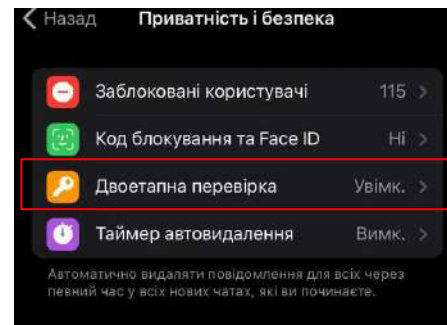 Назад Приватність і безпека
Заблоковані користувачі 115
Код блокування та Face ID Ні
Двоетапна перевірка Увімк.
Таймер автовидалення Вимк.
Автоматично видаляти повідомлення для всіх через
певний час у всіх нових чатах, які ви починаєте.